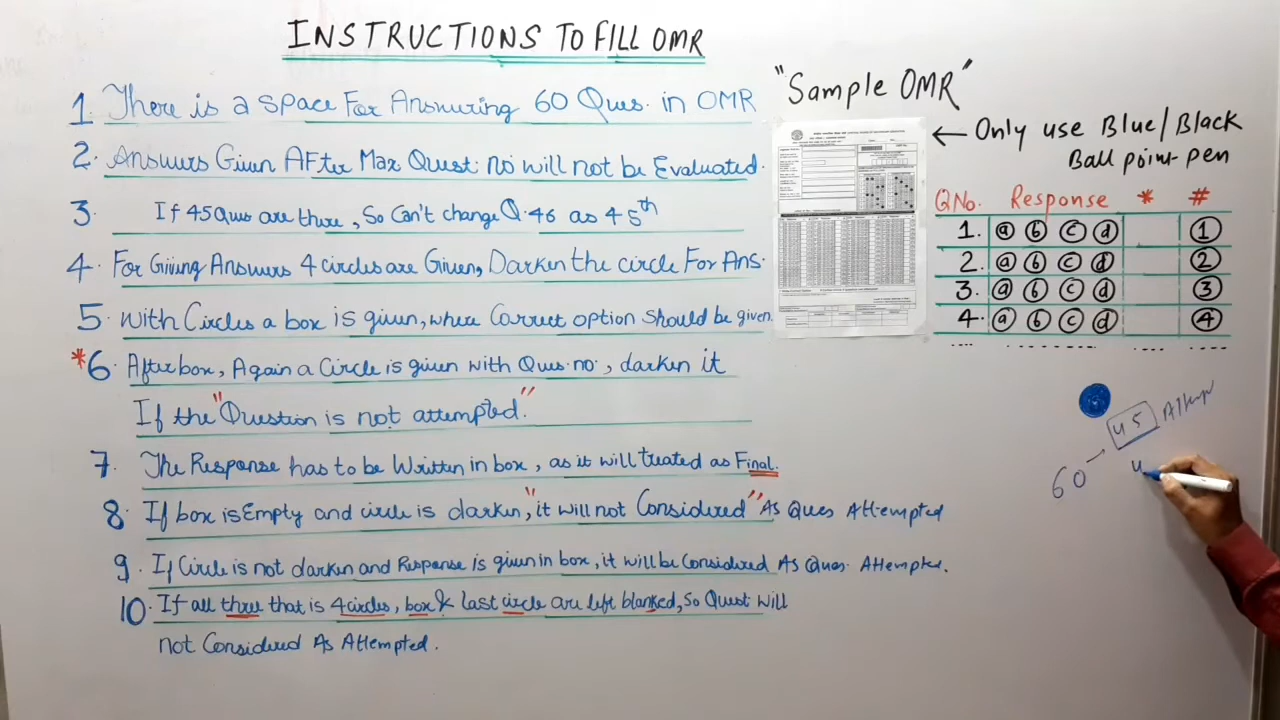 INSTRUCTIONS TO FILL OMR
1. There is a space For Answering 60 Ques. in OMR
2. Answers Given After Max Quest. no will not be Evaluated.
3 If 45 Ques are there, So Can't change Q. 46 as 45th
4. For Giving Answers 4 circles are Given, Darken the circle For Ans.
5. With Circles a box is given, where Correct option should be given.
*6. After box, Again a Circle is given with Ques. no., darken it
If the "Question is not attempted."
7. The Response has to be Written in box, as it will treated as Final.
8. If box is Empty and circle is darken, "it will not Considered" As Ques Attempted
9. If Circle is not darken and Response is given in box, it will be Considered As Ques. Attempted.
10. If all three that is 4 circles, box & last circle are left blanked, So Quest will
not Considered As Attempted.
"Sample OMR"
← Only use Blue/Black
Ball point-pen
Q No. Response * #
1. a b c d 1
2. a b c d 2
3. a b c d 3
4. a b c d 4
45
60